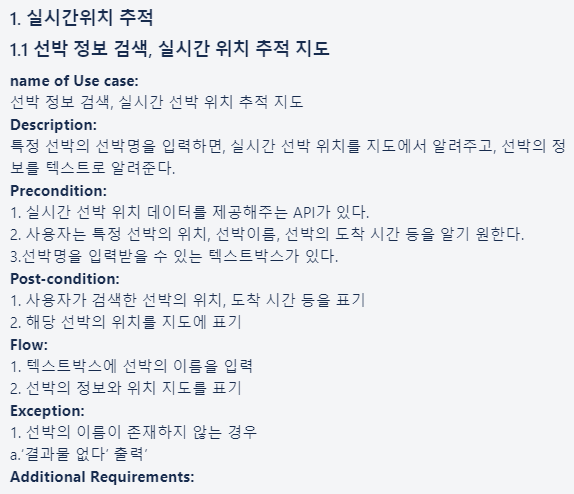 1. 실시간위치 추적
1.1 선박 정보 검색, 실시간 위치 추적 지도
name of Use case:
선박 정보 검색, 실시간 선박 위치 추적 지도
Description:
특정 선박의 선박명을 입력하면, 실시간 선박 위치를 지도에서 알려주고, 선박의 정
보를 텍스트로 알려준다.
Precondition:
1. 실시간 선박 위치 데이터를 제공해주는 API가 있다.
2. 사용자는 특정 선박의 위치, 선박이름, 선박의 도착 시간 등을 알기 원한다.
3.선박명을 입력받을 수 있는 텍스트박스가 있다.
Post-condition:
1. 사용자가 검색한 선박의 위치, 도착 시간 등을 표기
2. 해당 선박의 위치를 지도에 표기
Flow:
1. 텍스트박스에 선박의 이름을 입력
2. 선박의 정보와 위치 지도를 표기
Exception:
1. 선박의 이름이 존재하지 않는 경우
a.‘결과물 없다’ 출력’
Additional Requirements: